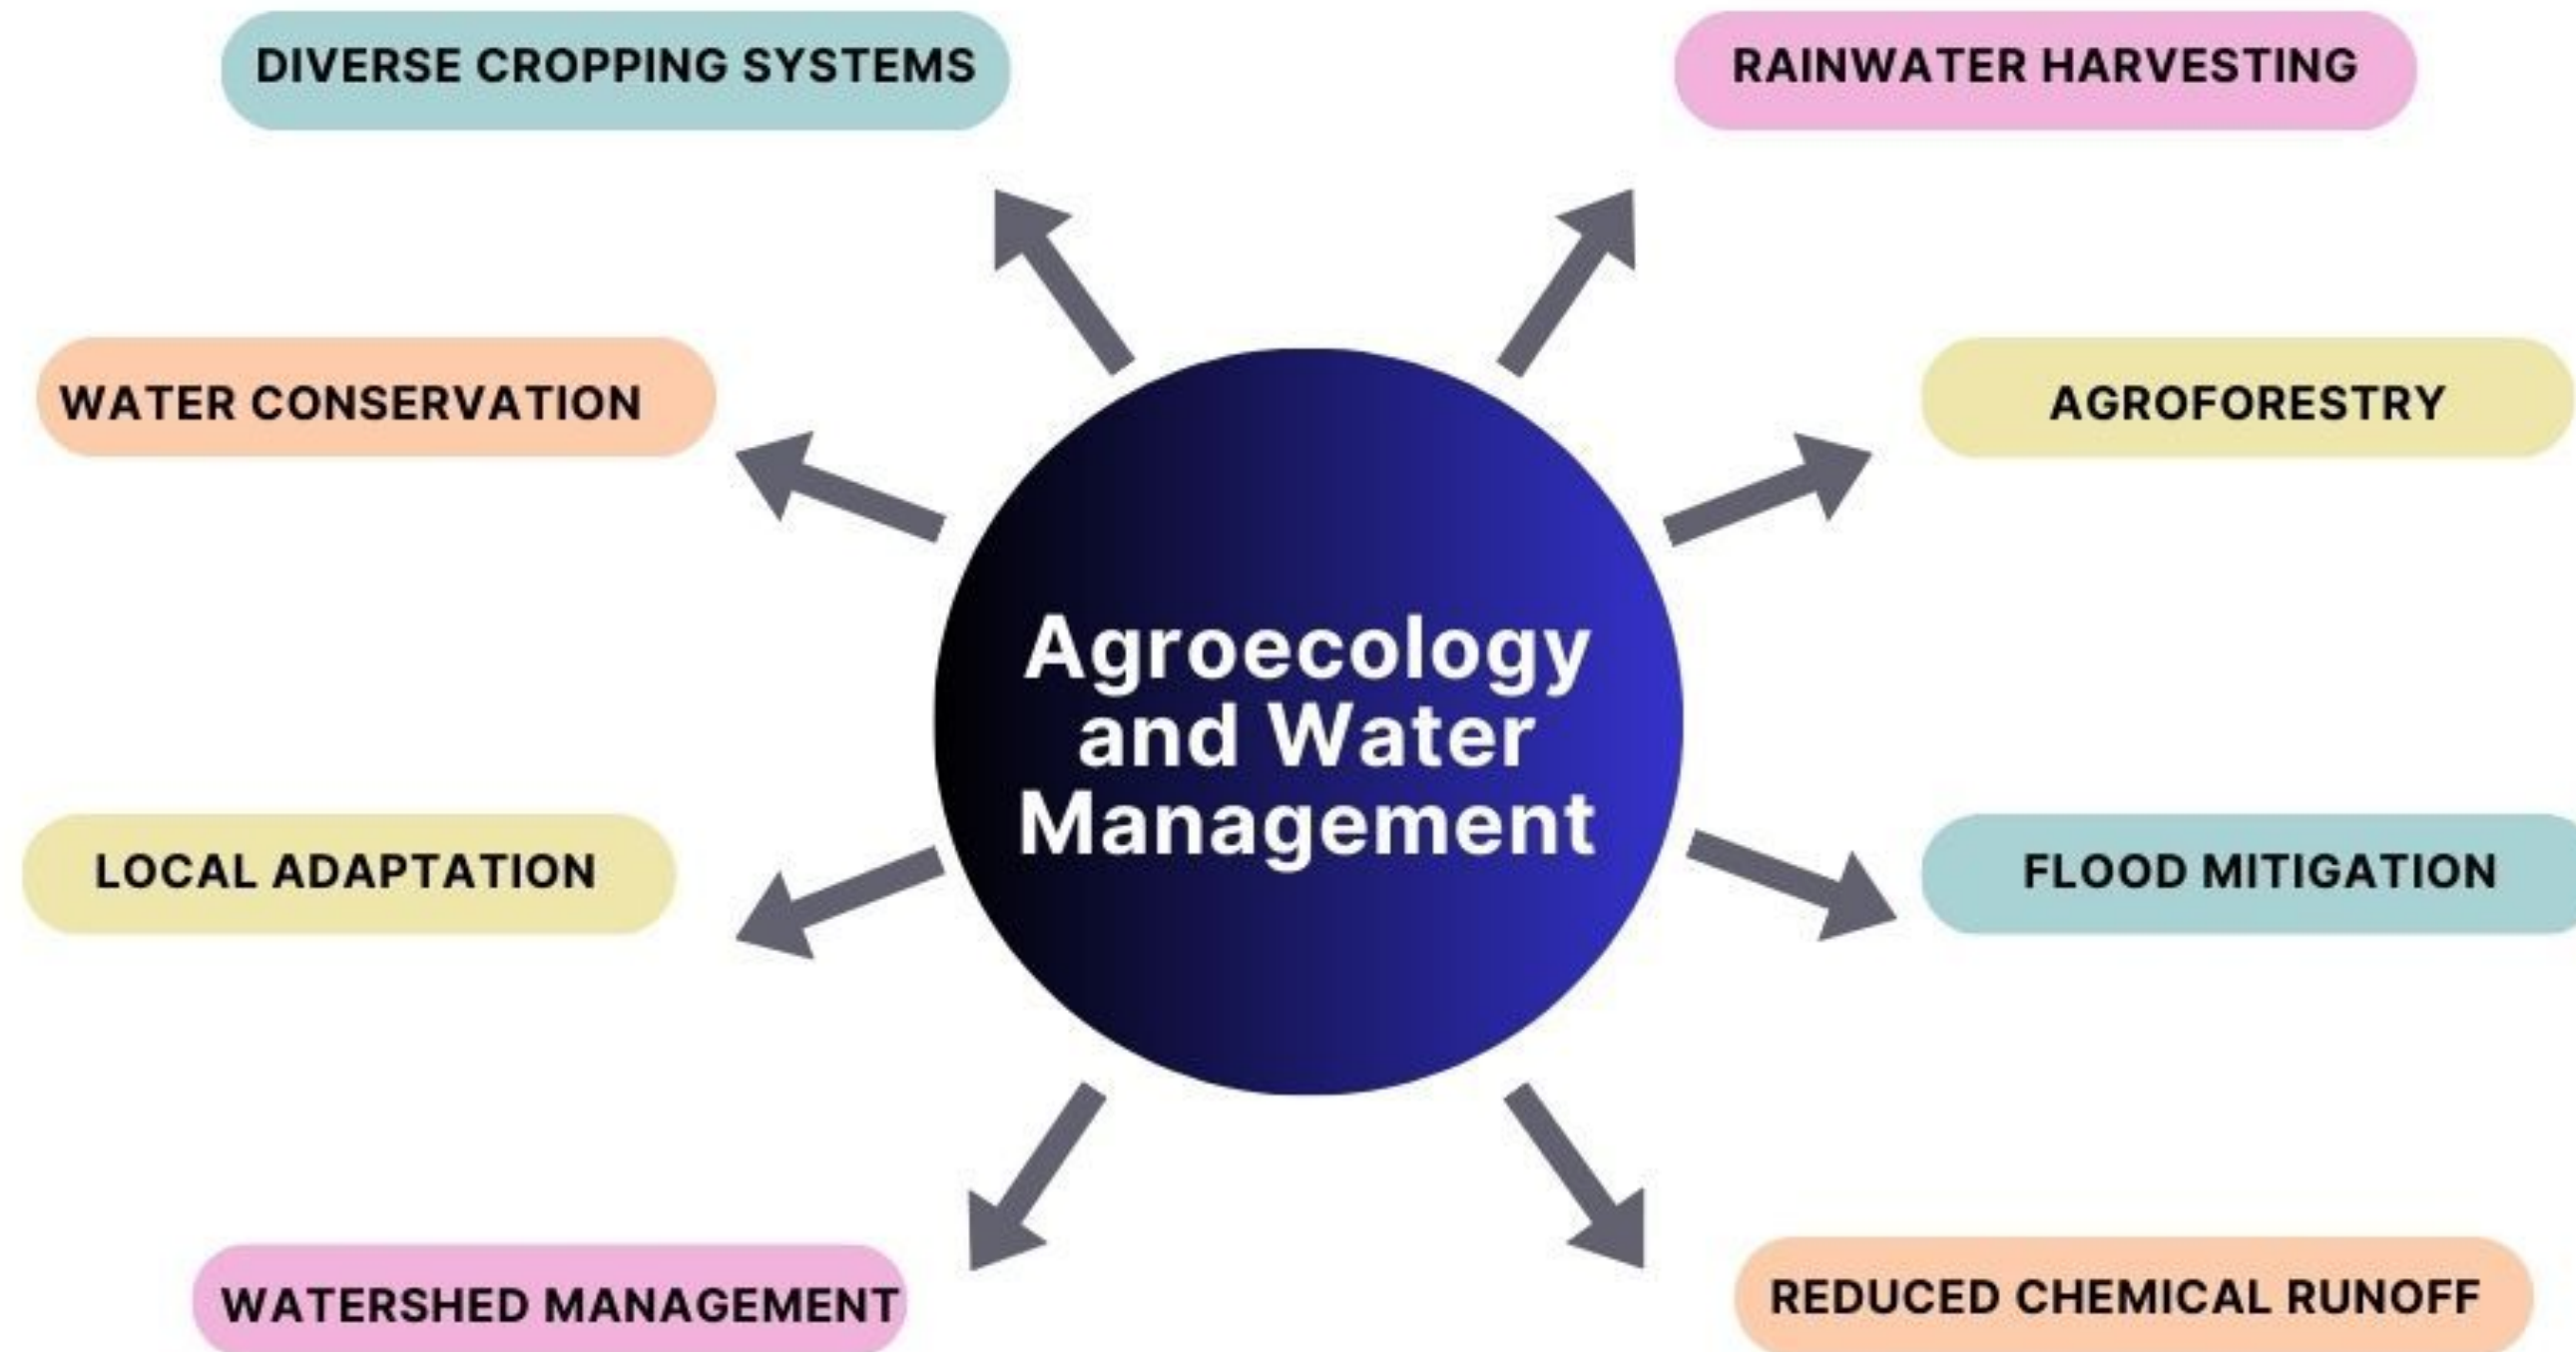 DIVERSE CROPPING SYSTEMS
RAINWATER HARVESTING
WATER CONSERVATION
AGROFORESTRY
Agroecology
and Water
Management
LOCAL ADAPTATION
FLOOD MITIGATION
WATERSHED MANAGEMENT
REDUCED CHEMICAL RUNOFF